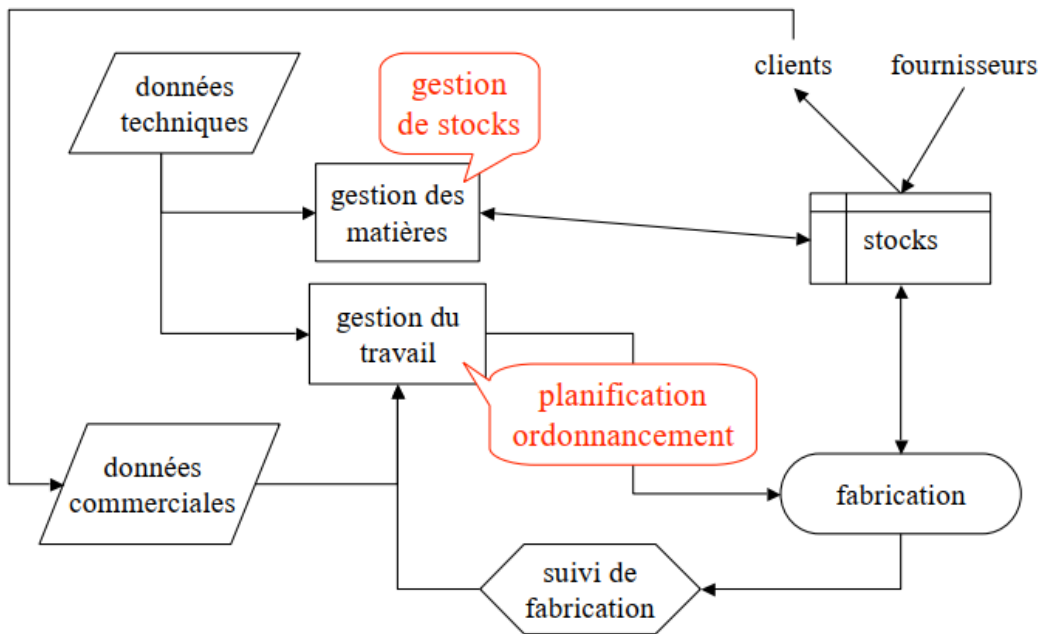 données
techniques
gestion
de stocks
clients
fournisseurs
gestion des
matières
stocks
gestion du
travail
planification
ordonnancement
données
commerciales
fabrication
suivi de
fabrication